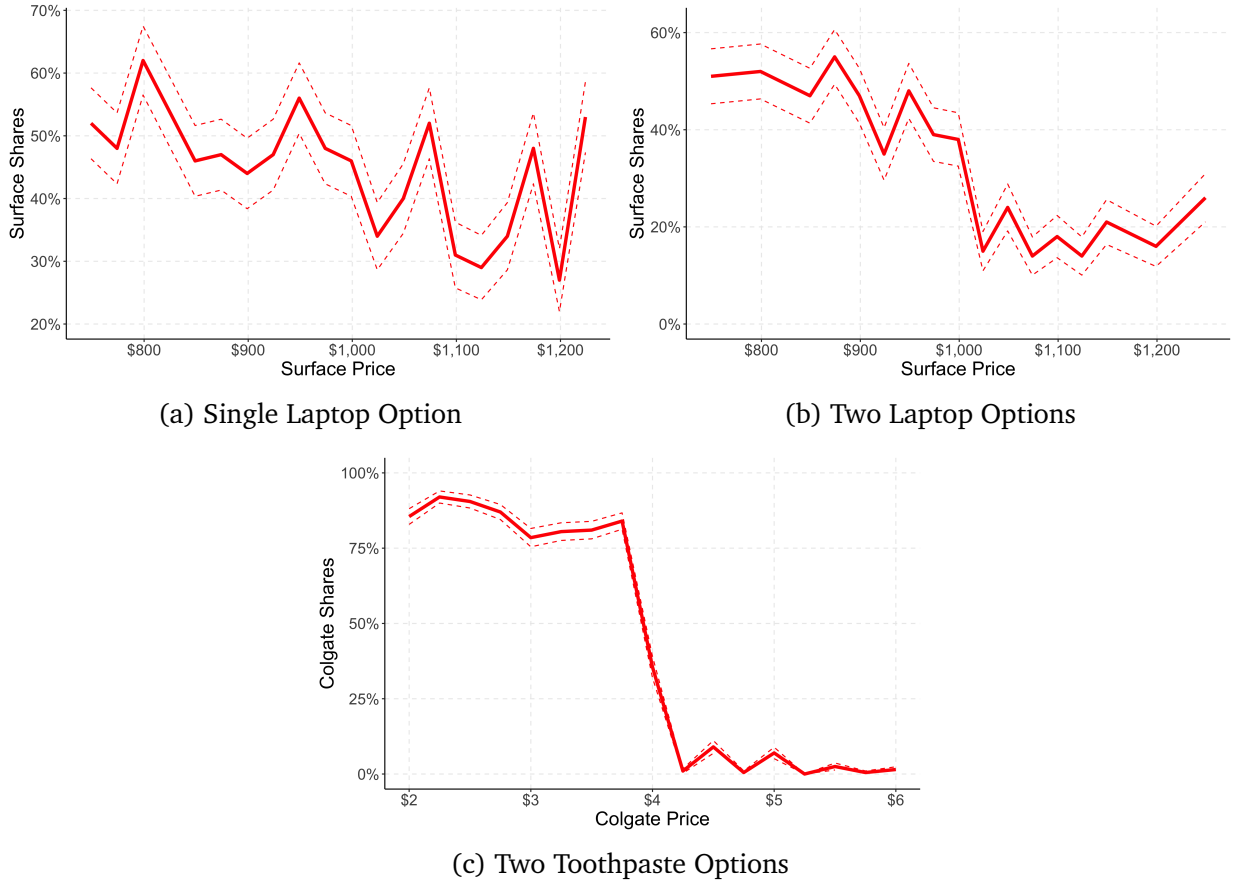 70%
60%
50%
40%
30%
20%
Surface Shares
$800 $900 $1,000 $1,100 $1,200
Surface Price
(a) Single Laptop Option
60%
40%
20%
0%
Surface Shares
$800 $900 $1,000 $1,100 $1,200
Surface Price
(b) Two Laptop Options
100%
75%
50%
25%
0%
Colgate Shares
$2 $3 $4 $5 $6
Colgate Price
(c) Two Toothpaste Options